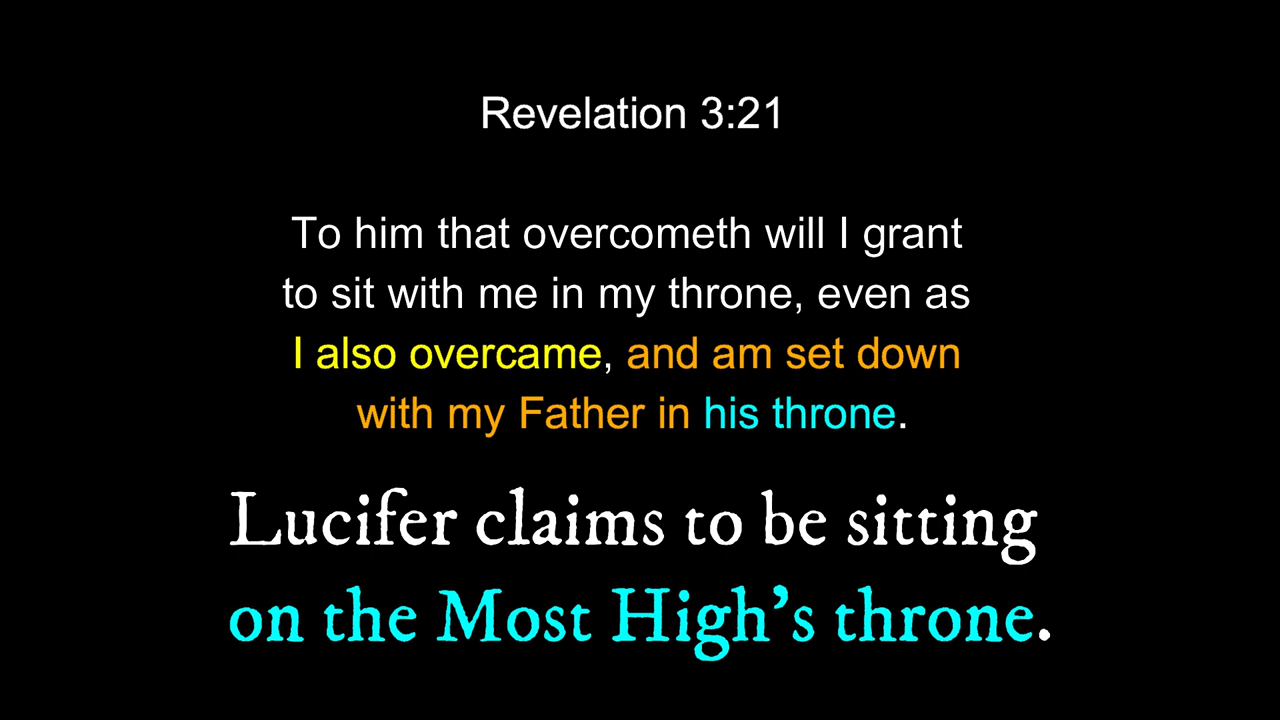 Revelation 3:21
To him that overcometh will I grant
to sit with me in my throne, even as
I also overcame, and am set down
with my Father in his throne.
Lucifer claims to be sitting
on the Most High’s throne.